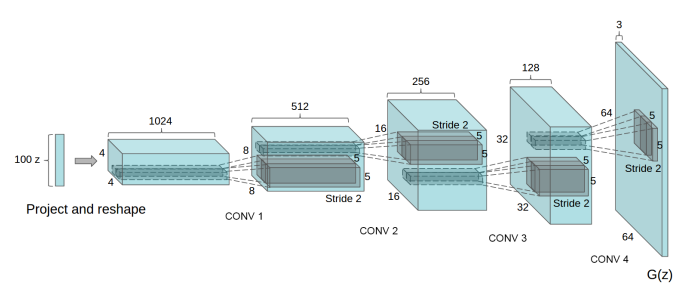 100 z
Project and reshape
1024
4
4
CONV 1
512
8
8
5
5
Stride 2
CONV 2
256
16
16
Stride 2
5
5
CONV 3
128
32
32
5
5
Stride 2
CONV 4
3
64
64
5
5
Stride 2
G(z)